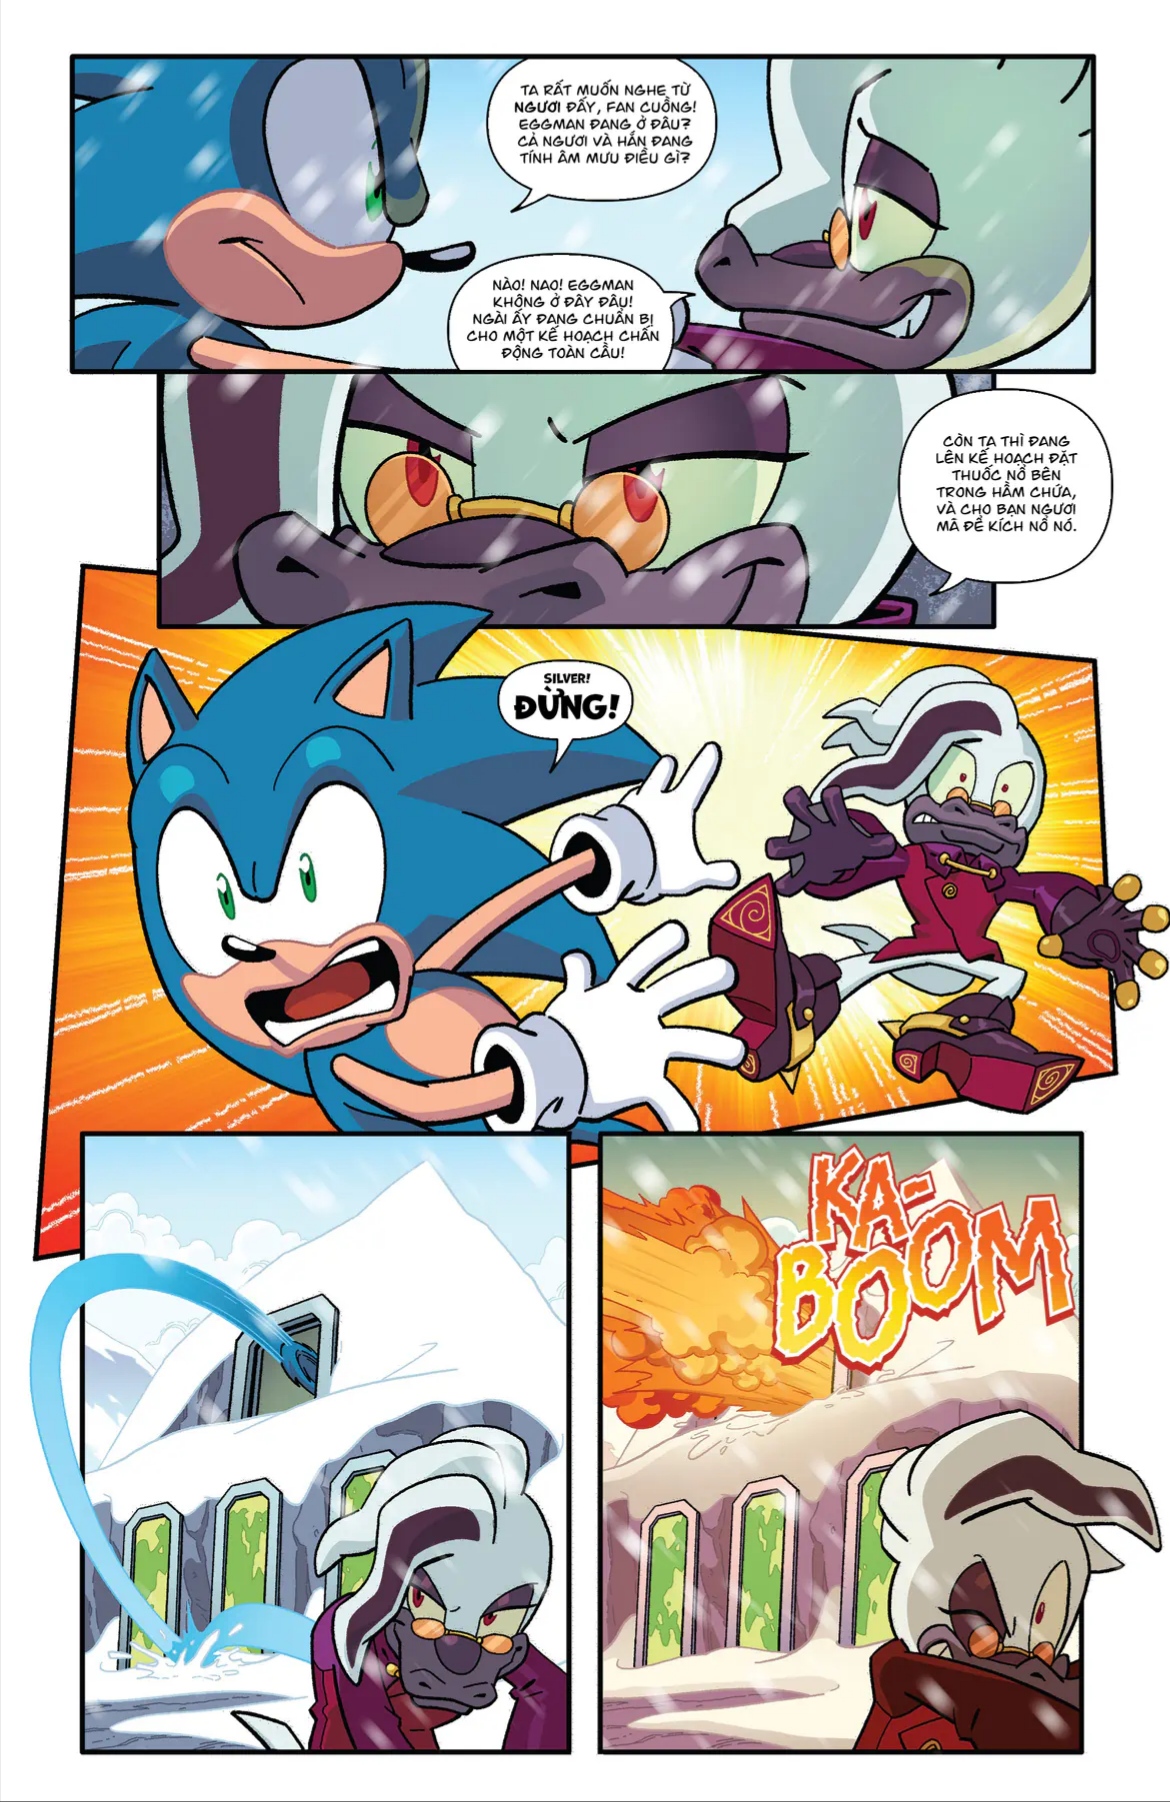 TA RẤT MUỐN NGHE TỪ
NGƯƠI ĐẤY, FAN CUỒNG!
EGGMAN ĐANG Ở ĐÂU?
CẢ NGƯƠI VÀ HẮN ĐANG
TÍNH ÂM MƯU ĐIỀU GÌ?
NÀO! NAO! EGGMAN
KHÔNG Ở ĐÂY ĐÂU!
NGÀI ẤY ĐANG CHUẨN BỊ
CHO MỘT KẾ HOẠCH CHẤN
ĐỘNG TOÀN CẦU!
CÒN TA THÌ ĐANG
LÊN KẾ HOẠCH ĐẶT
THUỐC NỔ BÊN
TRONG HẦM CHỨA,
VÀ CHO BẠN NGƯƠI
MÃ ĐỂ KÍCH NỔ NÓ.
SILVER!
ĐỪNG!
KA-
BOOM